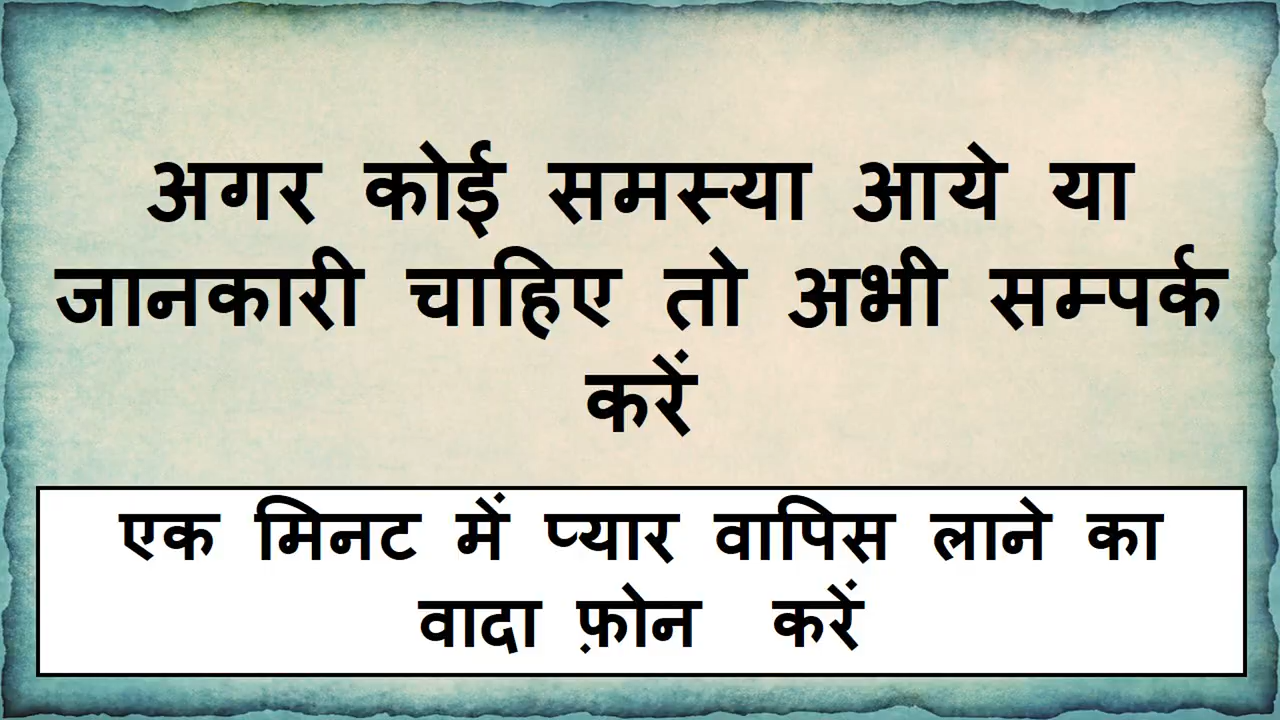 अगर कोई समस्या आये या
जानकारी चाहिए तो अभी सम्पर्क
करें
एक मिनट में प्यार वापिस लाने का
वादा फ़ोन करें